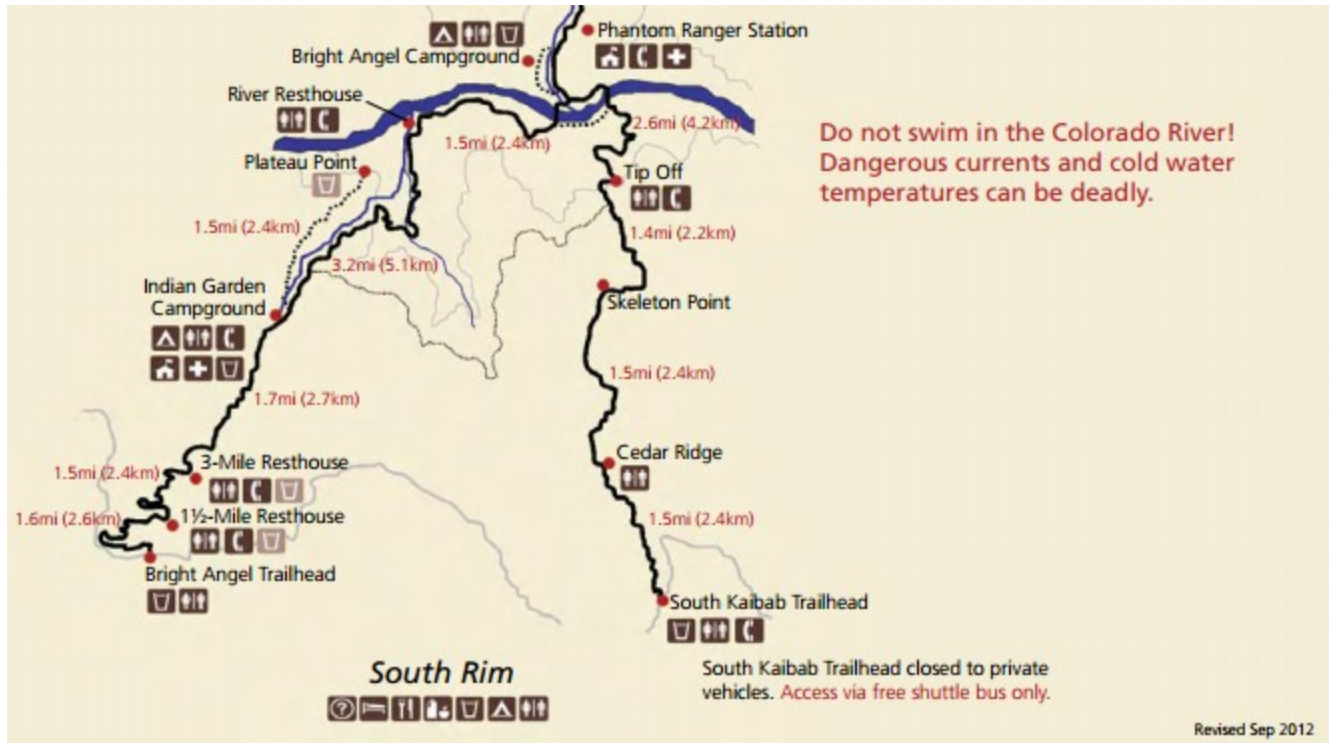 Phantom Ranger Station
Bright Angel Campground
River Resthouse
2.6mi (4.2km)
1.5mi (2.4km)
Do not swim in the Colorado River!
Dangerous currents and cold water
temperatures can be deadly.
Plateau Point
Tip Off
1.5mi (2.4km)
1.4mi (2.2km)
3.2mi (5.1km)
Indian Garden
Campground
Skeleton Point
1.5mi (2.4km)
1.7mi (2.7km)
Cedar Ridge
3-Mile Resthouse
1.5mi (2.4km)
1½-Mile Resthouse
1.6mi (2.6km)
1.5mi (2.4km)
Bright Angel Trailhead
South Kaibab Trailhead
South Rim
?
South Kaibab Trailhead closed to private
vehicles. Access via free shuttle bus only.
Revised Sep 2012